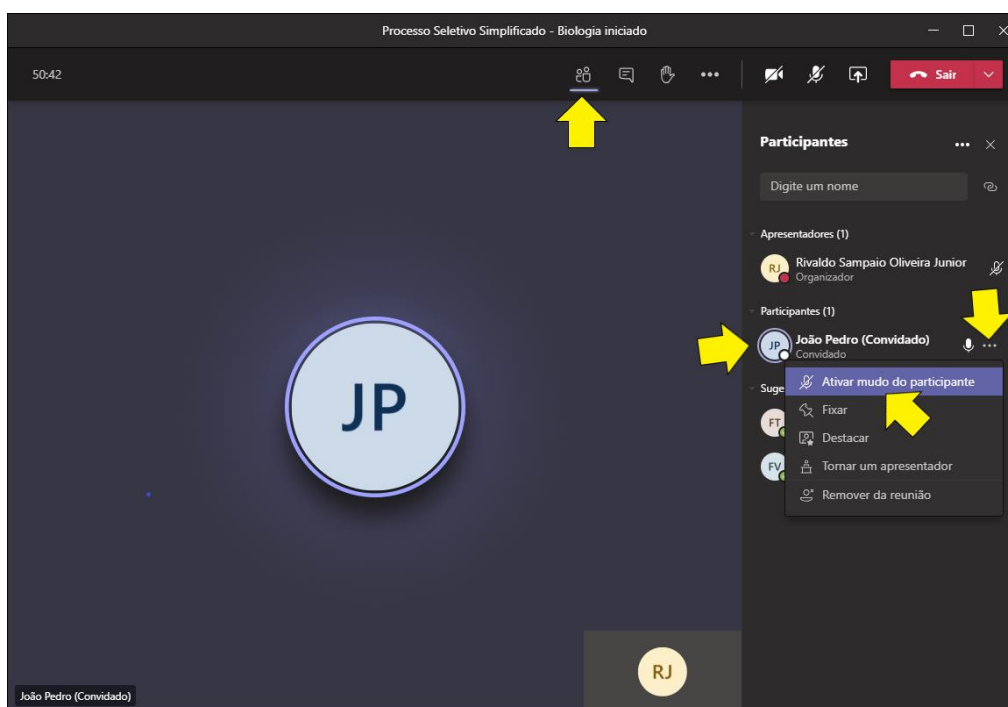 Processo Seletivo Simplificado - Biologia iniciado
50:42
Sair
Participantes
Digite um nome
Apresentadores (1)
RJ
Rivaldo Sampaio Oliveira Junior
Organizador
Participantes (1)
JP
João Pedro (Convidado)
Convidado
Suge
Ativar mudo do participante
Fixar
FT
Destacar
FV
Tornar um apresentador
Remover da reunião
JP
RJ
João Pedro (Convidado)